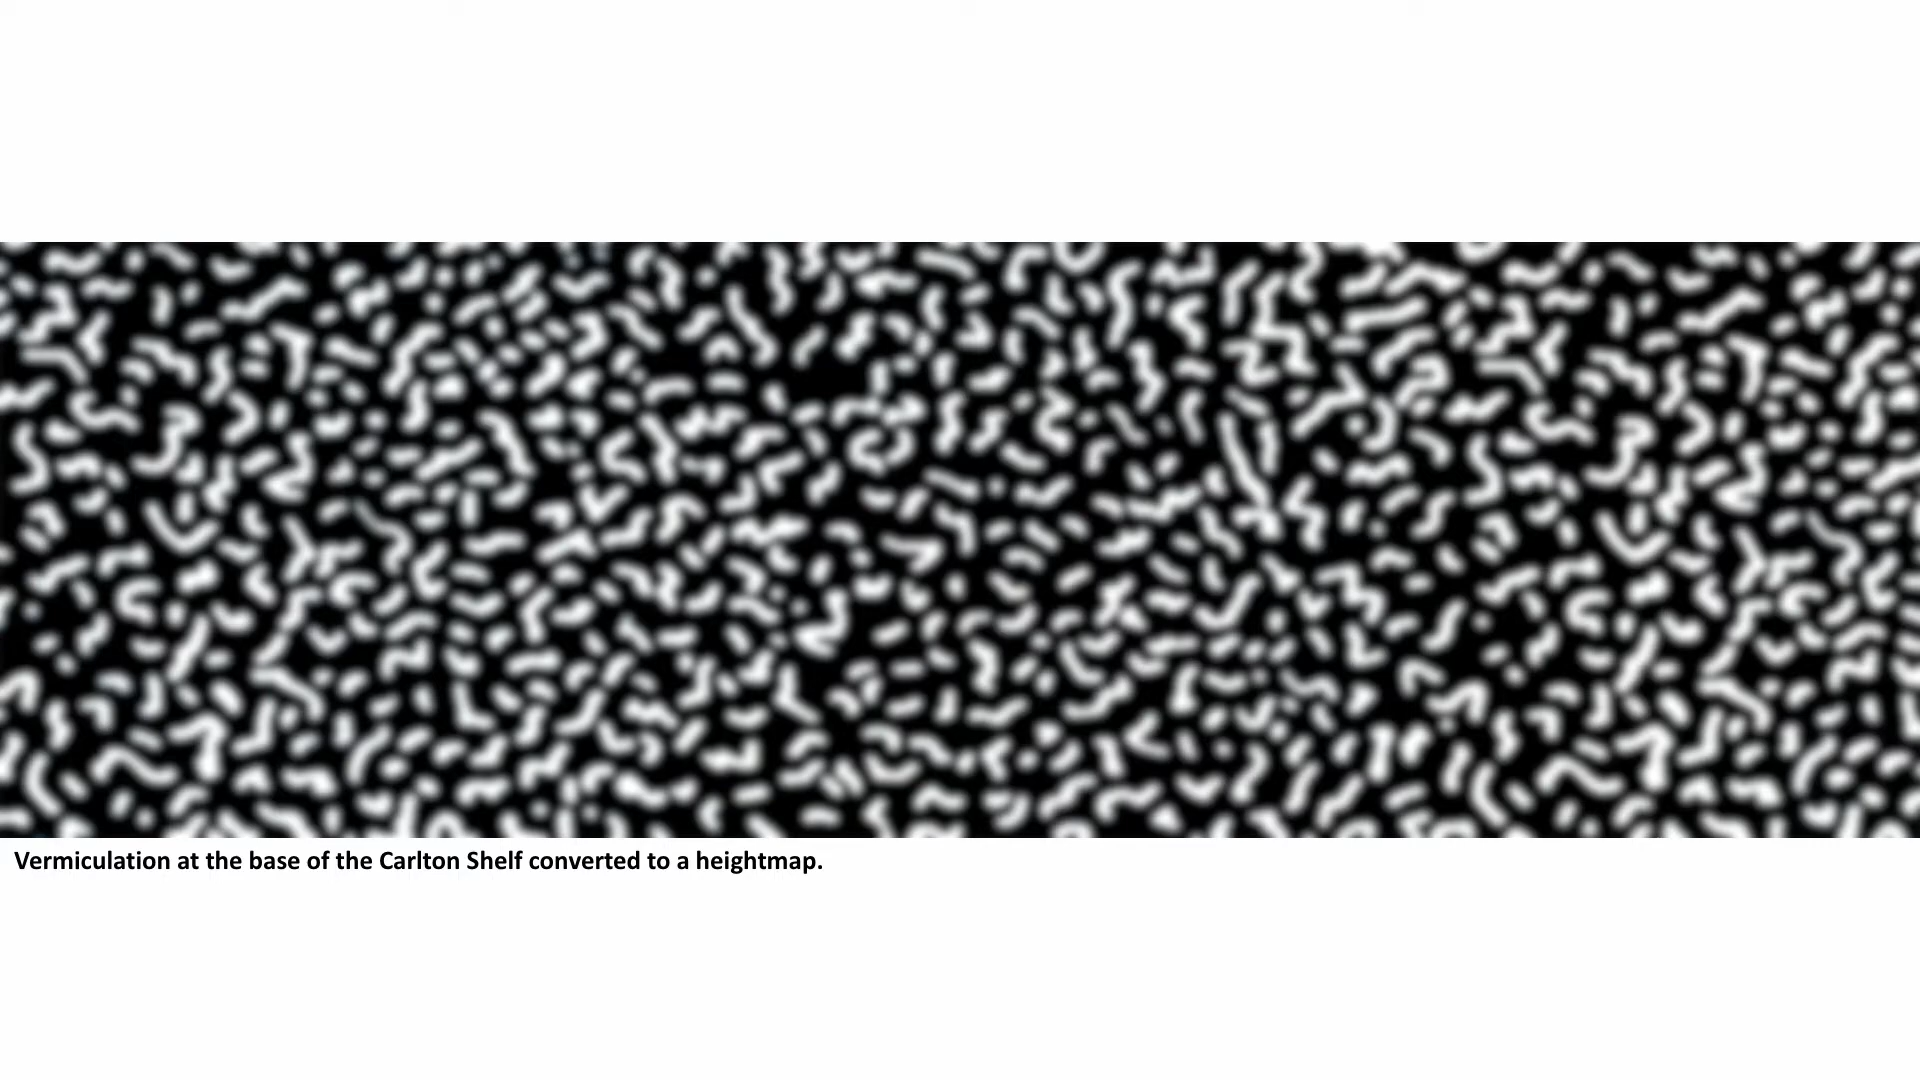 Vermiculation at the base of the Carlton Shelf converted to a heightmap.